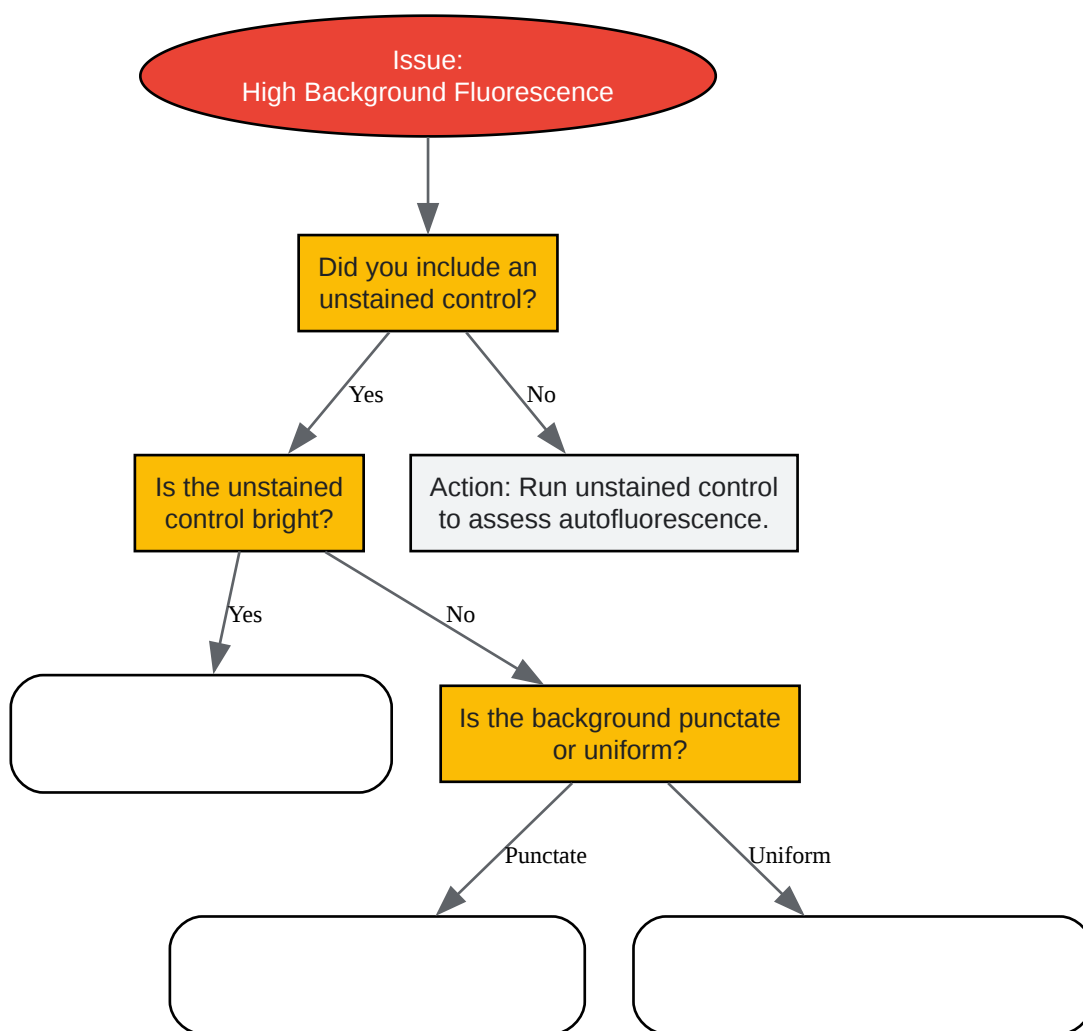 Issue:
High Background Fluorescence
Did you include an
unstained control?
Yes
No
Is the unstained
control bright?
Action: Run unstained control
to assess autofluorescence.
Yes
No
Is the background punctate
or uniform?
Punctate
Uniform